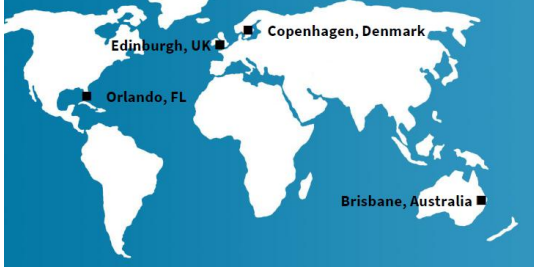 Copenhagen, Denmark
Edinburgh, UK
Orlando, FL
Brisbane, Australia